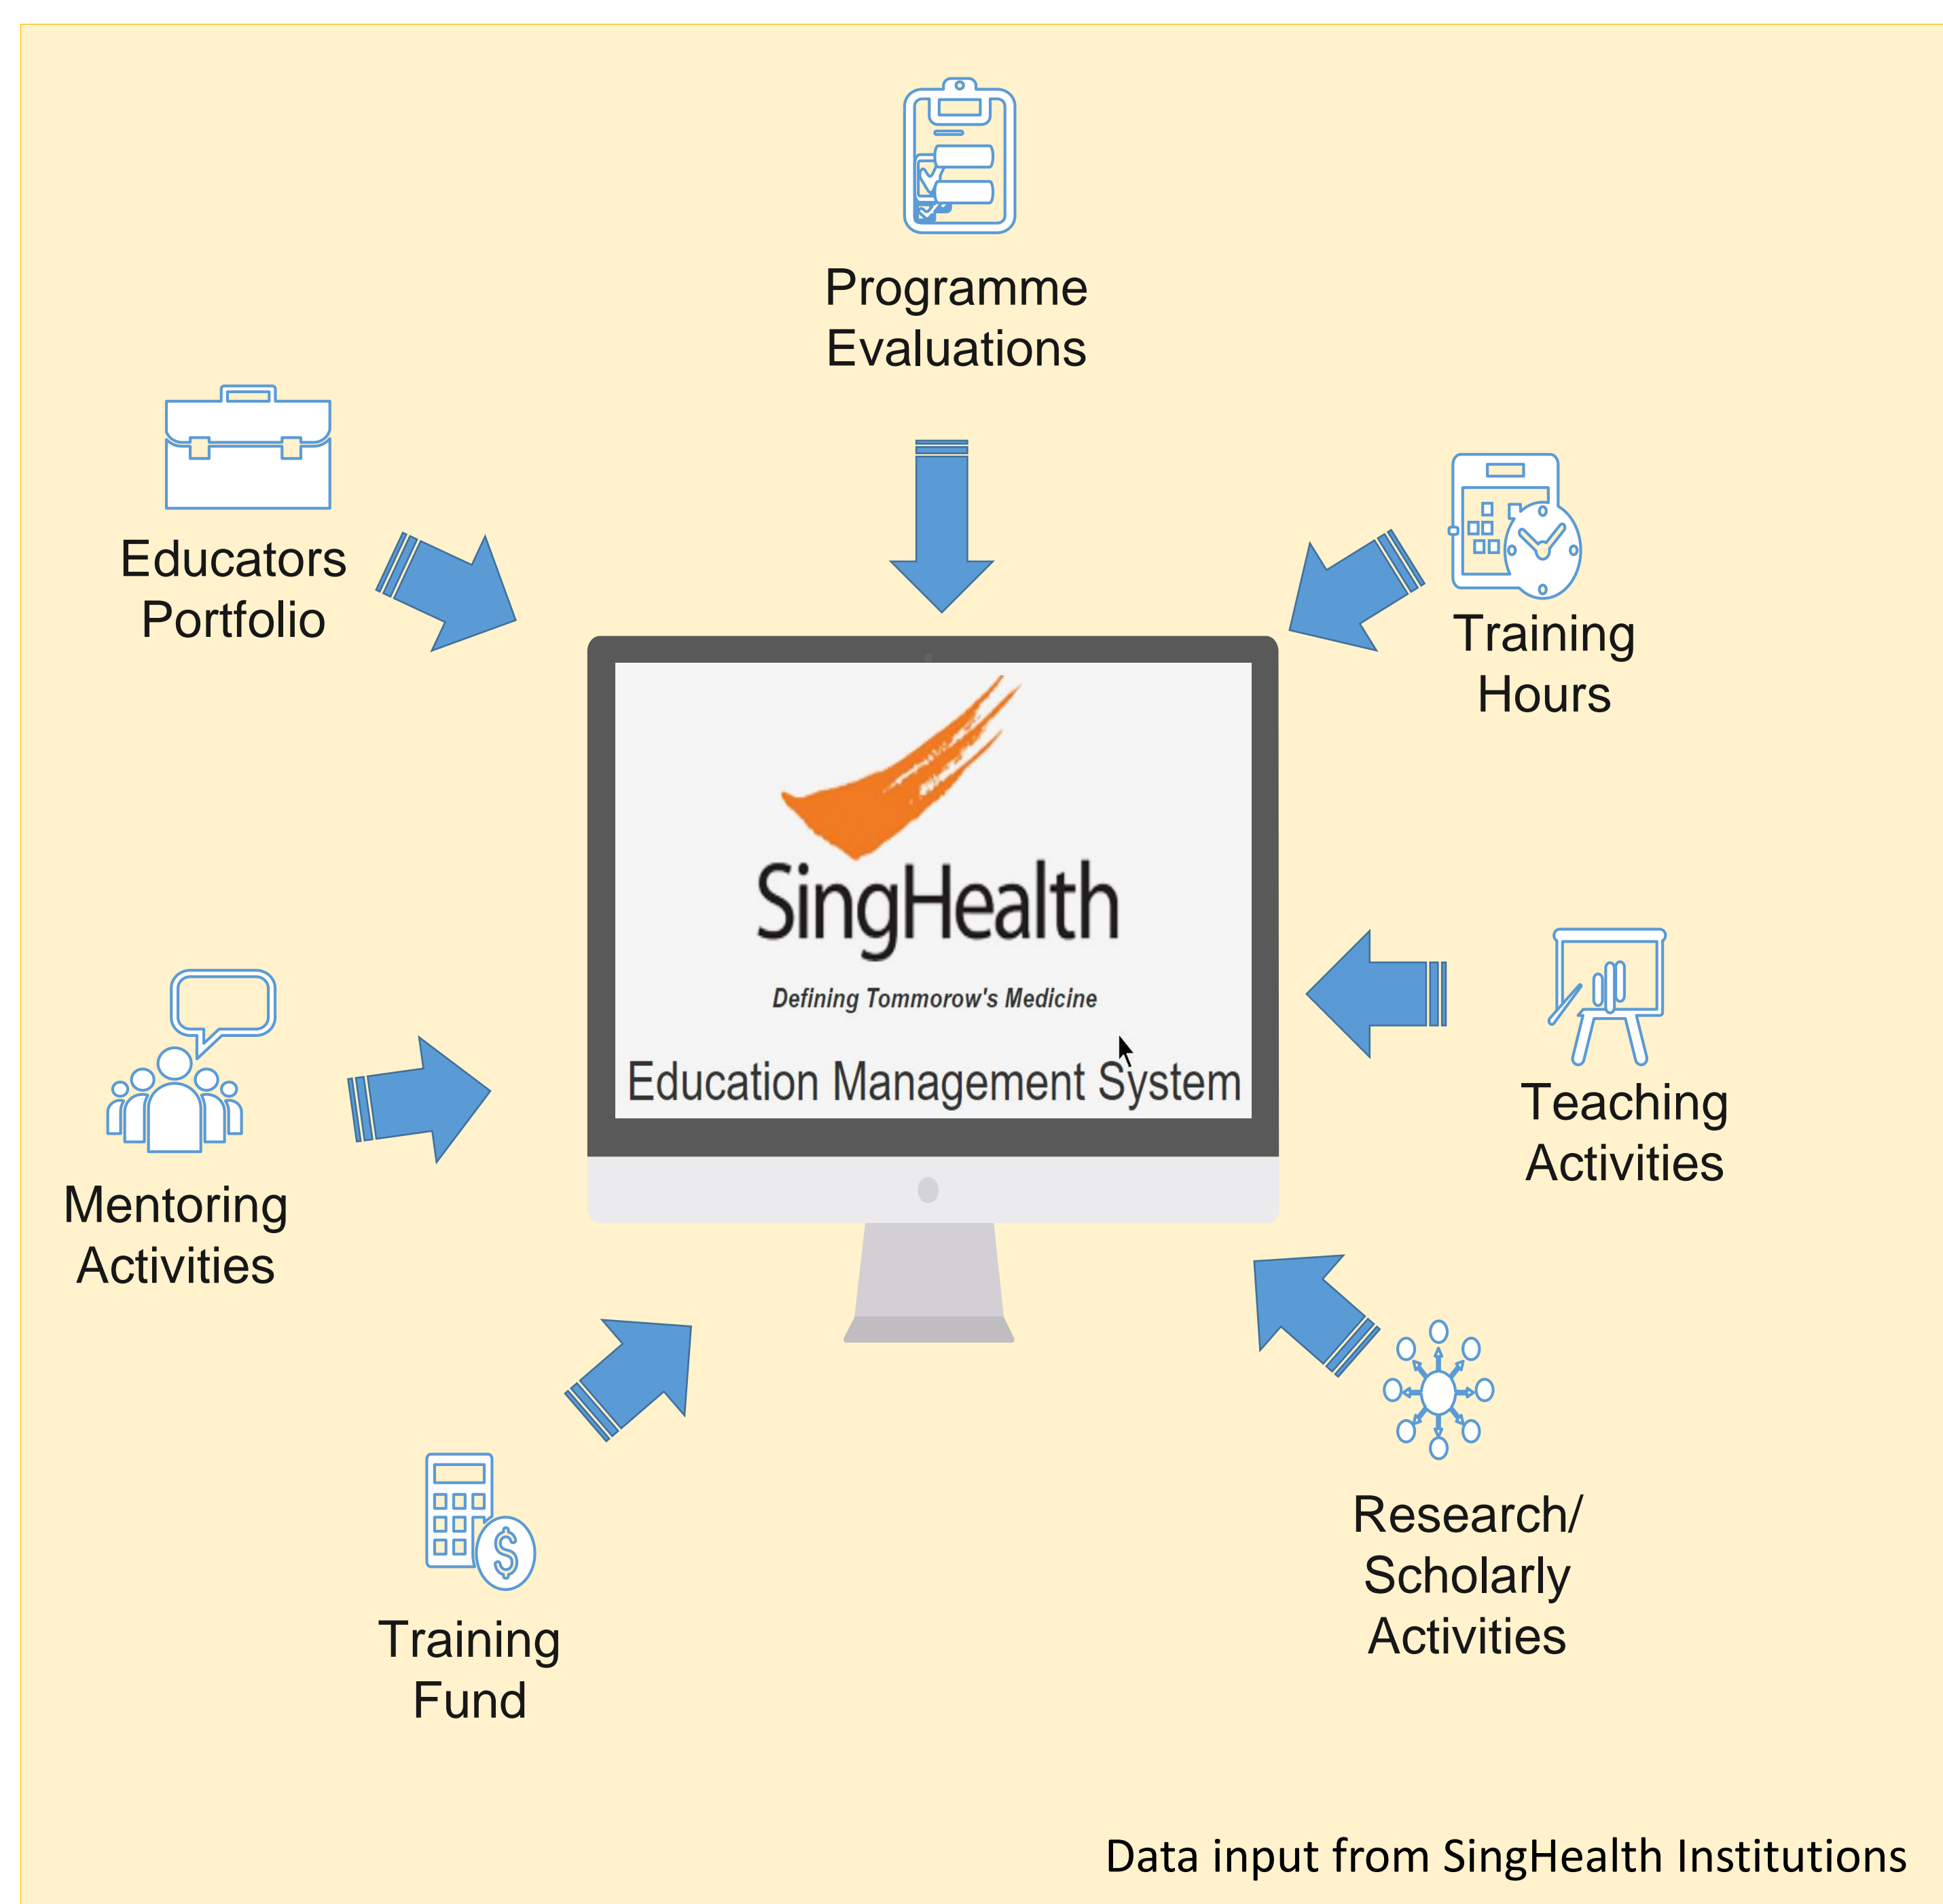 Programme
Evaluations
Educators
Portfolio
Training
Hours
SingHealth
Defining Tommorow's Medicine
Education Management System
Teaching
Activities
Mentoring
Activities
Research/
Scholarly
Activities
$
Training
Fund
Data input from SingHealth Institutions